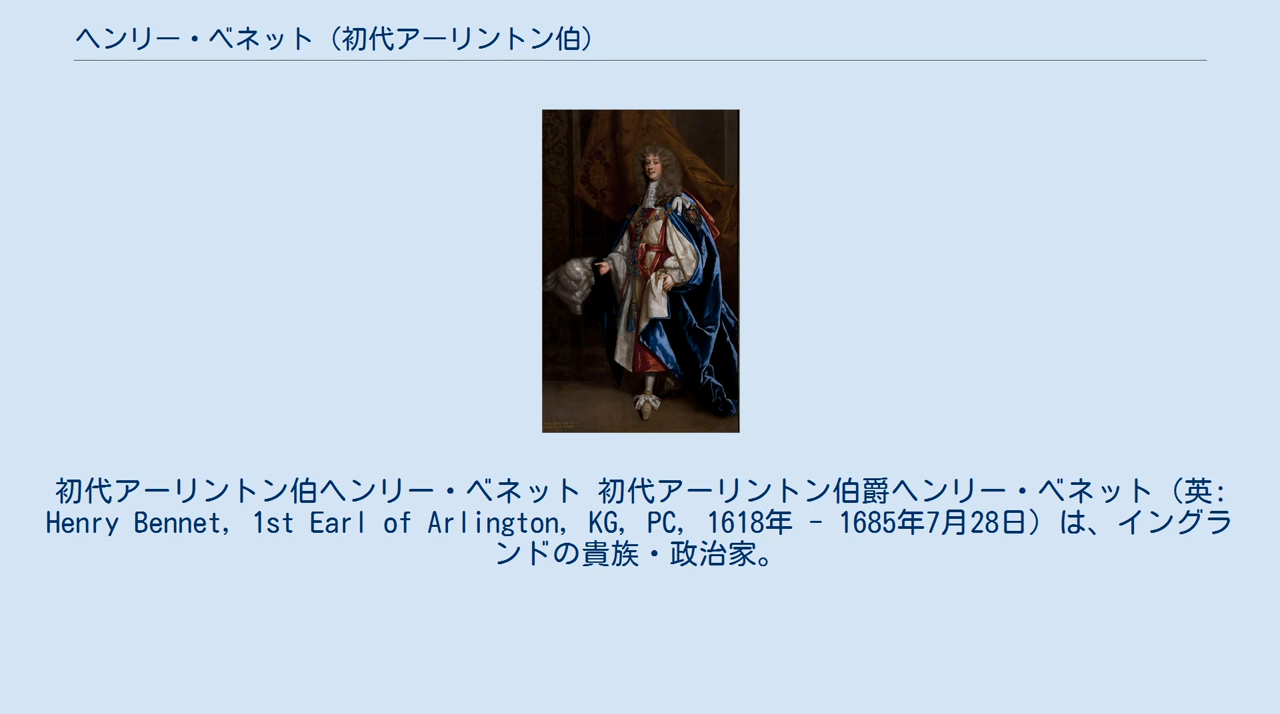 ヘンリー・ベネット（初代アーリントン伯）
初代アーリントン伯ヘンリー・ベネット 初代アーリントン伯爵ヘンリー・ベネット（英:
Henry Bennet, 1st Earl of Arlington, KG, PC, 1618年 - 1685年7月28日）は、イングラ
ンドの貴族・政治家。